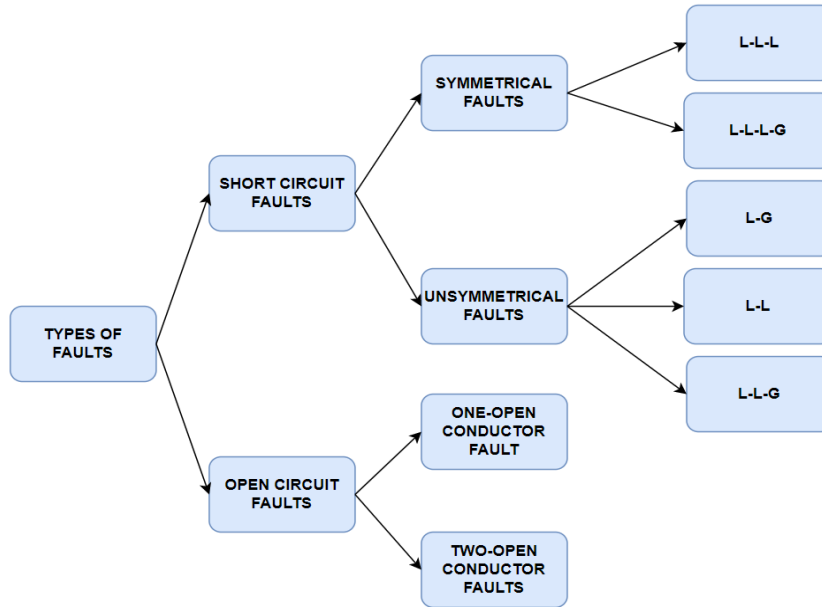 TYPES OF
FAULTS
SHORT CIRCUIT
FAULTS
OPEN CIRCUIT
FAULTS
SYMMETRICAL
FAULTS
UNSYMMETRICAL
FAULTS
ONE-OPEN
CONDUCTOR
FAULT
TWO-OPEN
CONDUCTOR
FAULTS
L-L-L
L-L-L-G
L-G
L-L
L-L-G